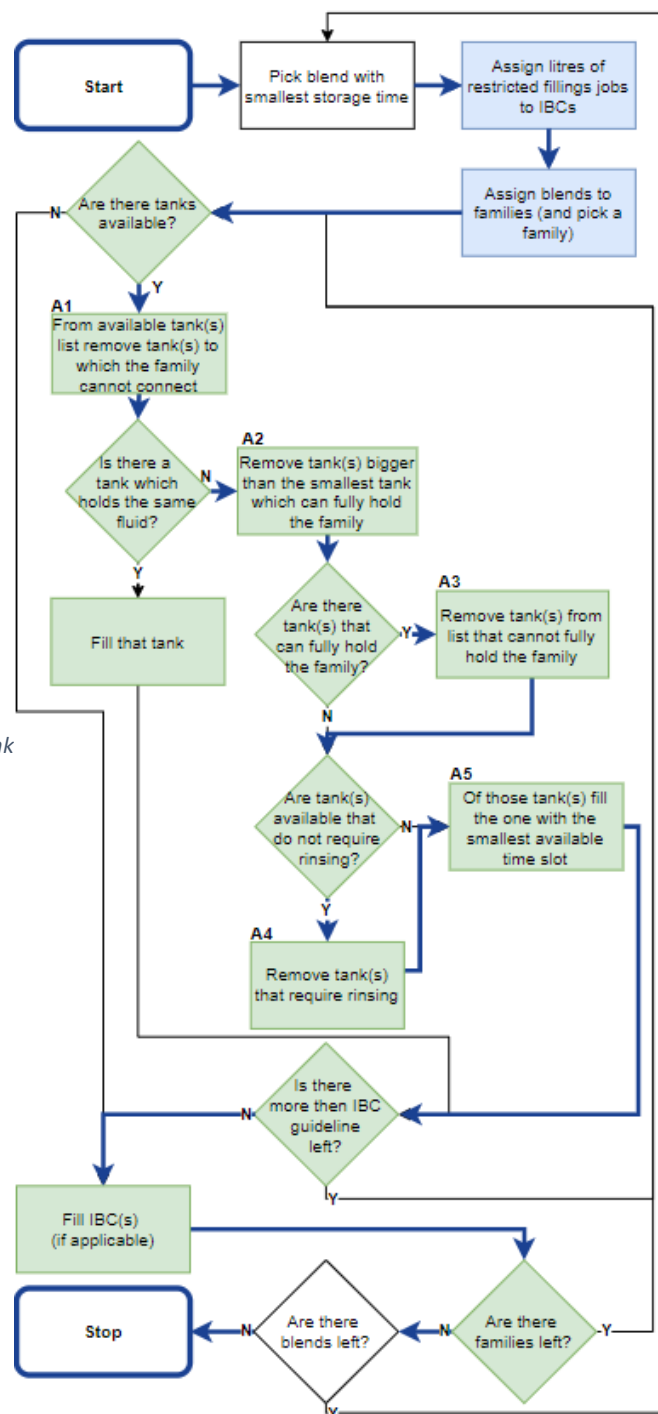 Start
Pick blend with
smallest storage time
Assign litres of
restricted fillings jobs
to IBCs
Assign blends to
families (and pick a
family)
Are there tanks
available?
N
Y
A1
From available tank(s)
list remove tank(s) to
which the family
cannot connect
Is there a
tank which
holds the same
fluid?
N
Y
A2
Remove tank(s) bigger
than the smallest tank
which can fully hold
the family
Fill that tank
Are there
tank(s) that
can fully hold
the family?
Y
N
A3
Remove tank(s) from
list that cannot fully
hold the family
nk
Are tank(s)
available that
do not require
rinsing?
N
Y
A5
Of those tank(s) fill
the one with the
smallest available
time slot
A4
Remove tank(s)
that require rinsing
Is there
more then IBC
guideline
left?
N
Y
Fill IBC(s)
(if applicable)
Are there
families left?
Y
N
Are there
blends left?
N
Y
Stop